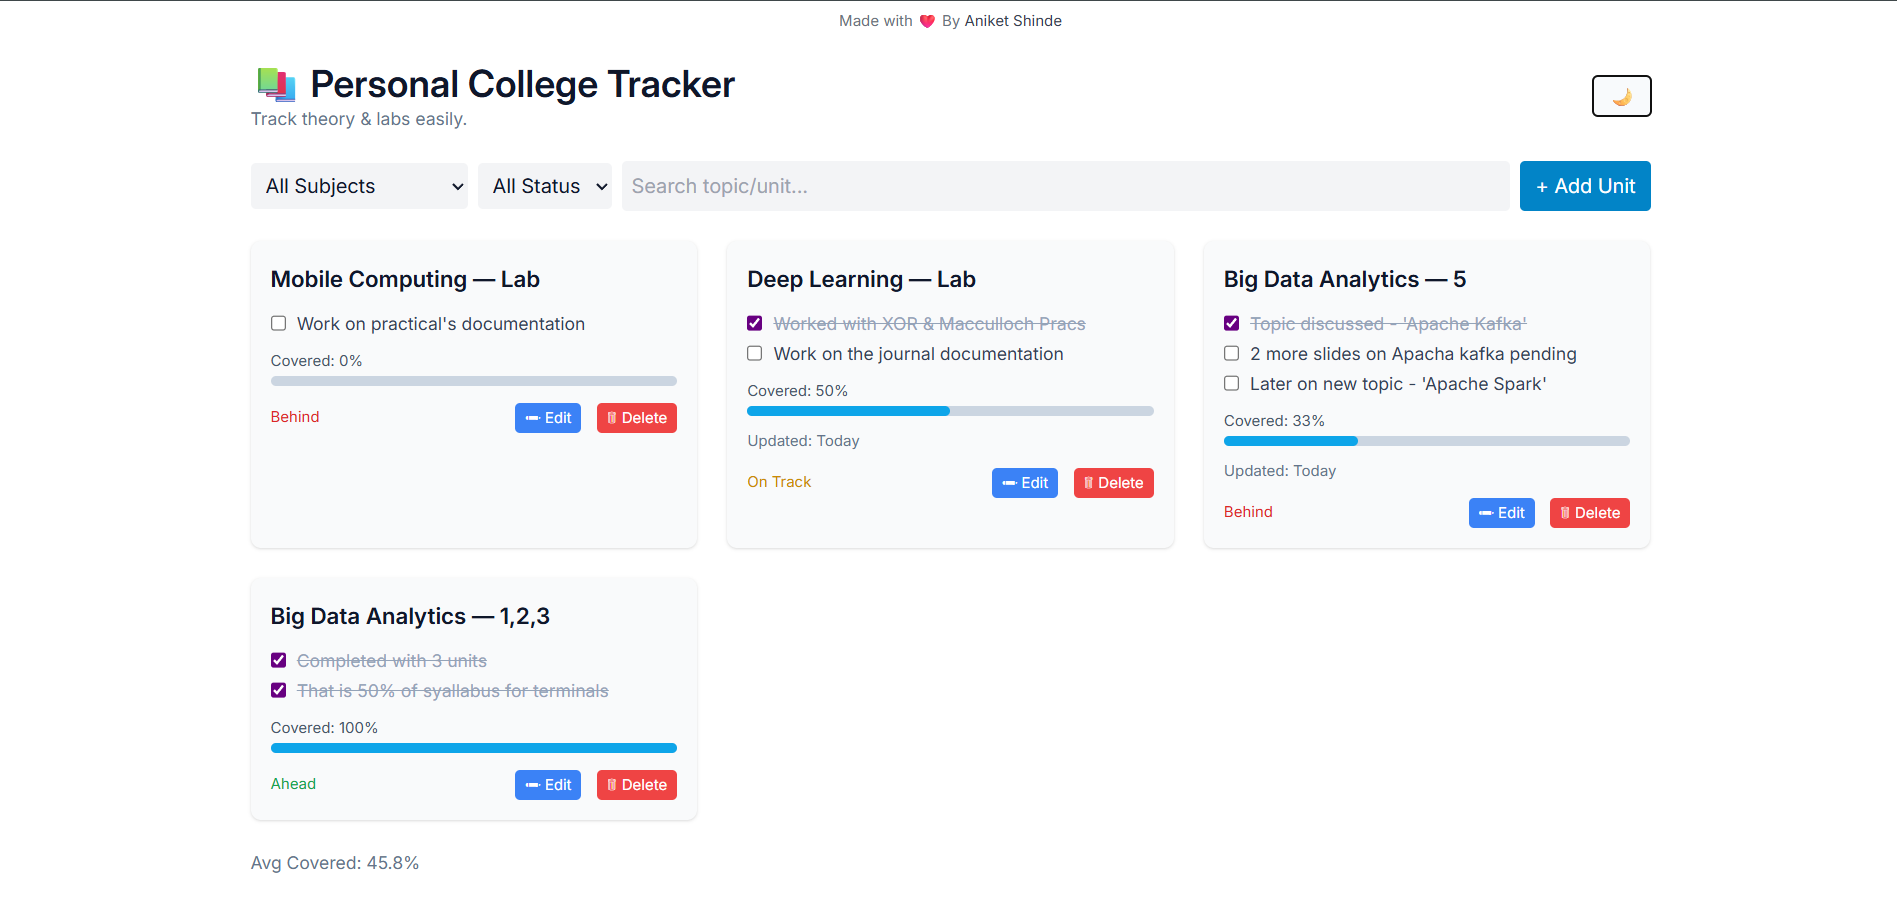 Made with ❤️ By Aniket Shinde
Personal College Tracker
Track theory & labs easily.
All Subjects
All Status
Search topic/unit...
+ Add Unit
Mobile Computing — Lab
Work on practical's documentation
Covered: 0%
Behind
Edit
Delete
Deep Learning — Lab
Worked with XOR & Macculloch Pracs
Work on the journal documentation
Covered: 50%
Updated: Today
On Track
Edit
Delete
Big Data Analytics — 5
Topic discussed - 'Apache Kafka'
2 more slides on Apacha kafka pending
Later on new topic - 'Apache Spark'
Covered: 33%
Updated: Today
Behind
Edit
Delete
Big Data Analytics — 1,2,3
Completed with 3 units
That is 50% of syallabus for terminals
Covered: 100%
Ahead
Edit
Delete
Avg Covered: 45.8%